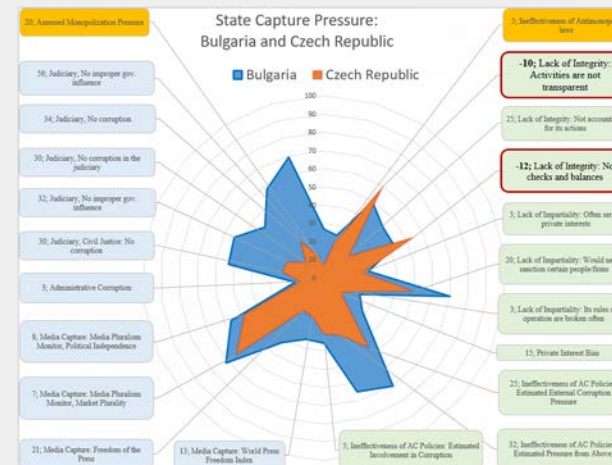 State Capture Pressure:
Bulgaria and Czech Republic
Bulgaria
Czech Republic
100
90
80
70
60
50
40
30
20
10
0
20; Assessed Monopolization Pressure
56; Judiciary, No improper gov.
influence
34; Judiciary, No corruption
30; Judiciary, No corruption in the
judiciary
32; Judiciary, No improper gov.
influence
30; Judiciary, Civil Justice: No
corruption
3; Administrative Corruption
8; Media Capture: Media Pluralism
Monitor, Political Independence
7; Media Capture: Media Pluralism
Monitor, Market Plurality
21; Media Capture: Freedom of the
Press
13; Media Capture: World Press
Freedom Index
5; Ineffectiveness of AC Policies: Estimated
Involvement in Corruption
5; Ineffectiveness of Antimonopo
laws
-10; Lack of Integrity:
Activities are not
transparent
25; Lack of Integrity: Not account
for its actions
-12; Lack of Integrity: No
checks and balances
3; Lack of Impartiality: Often ser
private interests
20; Lack of Impartiality: Would ne
sanction certain people/firms
3; Lack of Impartiality: Its rules o
operation are broken often
15; Private Interest Bias
25; Ineffectiveness of AC Policie
Estimated External Corruption
Pressure
32; Ineffectiveness of AC Policie
Estimated Pressure from Above